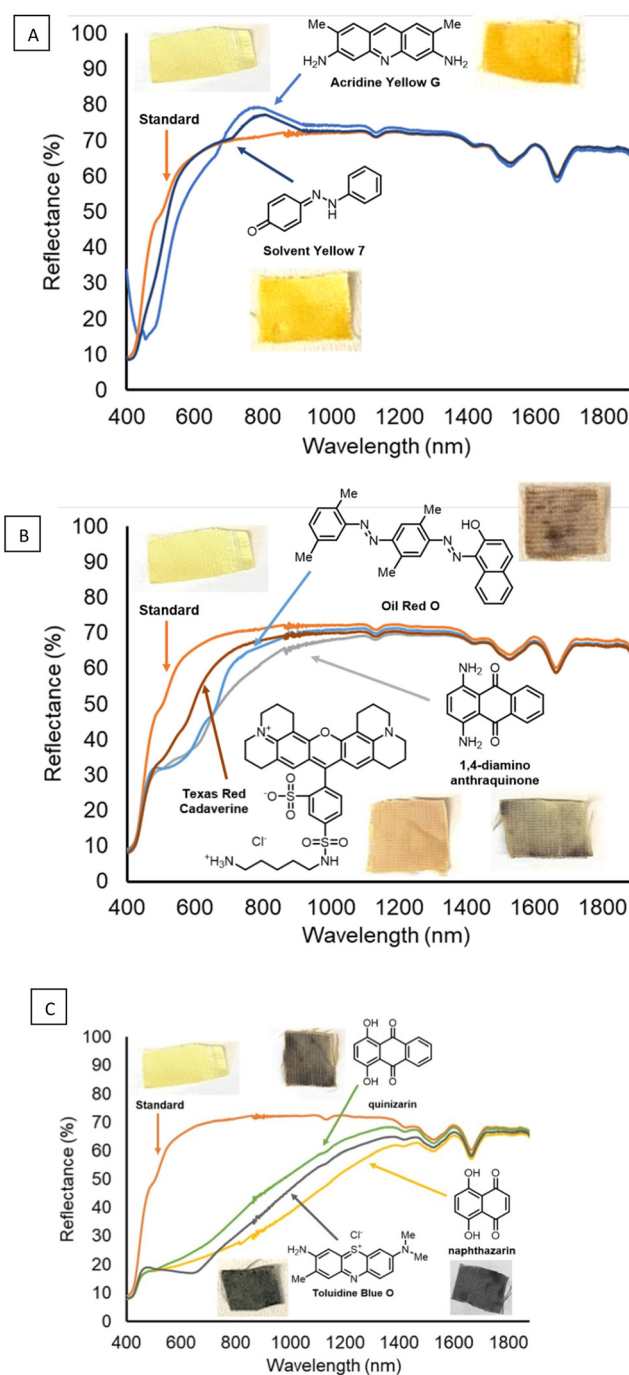 A
100
90
80
70
60
50
40
30
20
10
0
Reflectance (%)
400 600 800 1000 1200 1400 1600 1800
Wavelength (nm)
Standard
Me Me
H₂N N NH₂
Acridine Yellow G
N
N
H
O
Solvent Yellow 7
B
100
90
80
70
60
50
40
30
20
10
0
Reflectance (%)
400 600 800 1000 1200 1400 1600 1800
Wavelength (nm)
Standard
Me
Me
N
N
Me
Me
HO
N
N
Oil Red O
NH₂ O
NH₂ O
1,4-diamino
anthraquinone
N⁺ O N
⁻O S O
O
O S O
NH
Cl⁻
⁺H₃N
Texas Red
Cadaverine
C
100
90
80
70
60
50
40
30
20
10
0
Reflectance (%)
400 600 800 1000 1200 1400 1600 1800
Wavelength (nm)
Standard
OH O
OH O
quinizarin
OH O
OH O
naphthazarin
Cl⁻
H₂N S⁺ N Me
Me
Me N
Toluidine Blue O